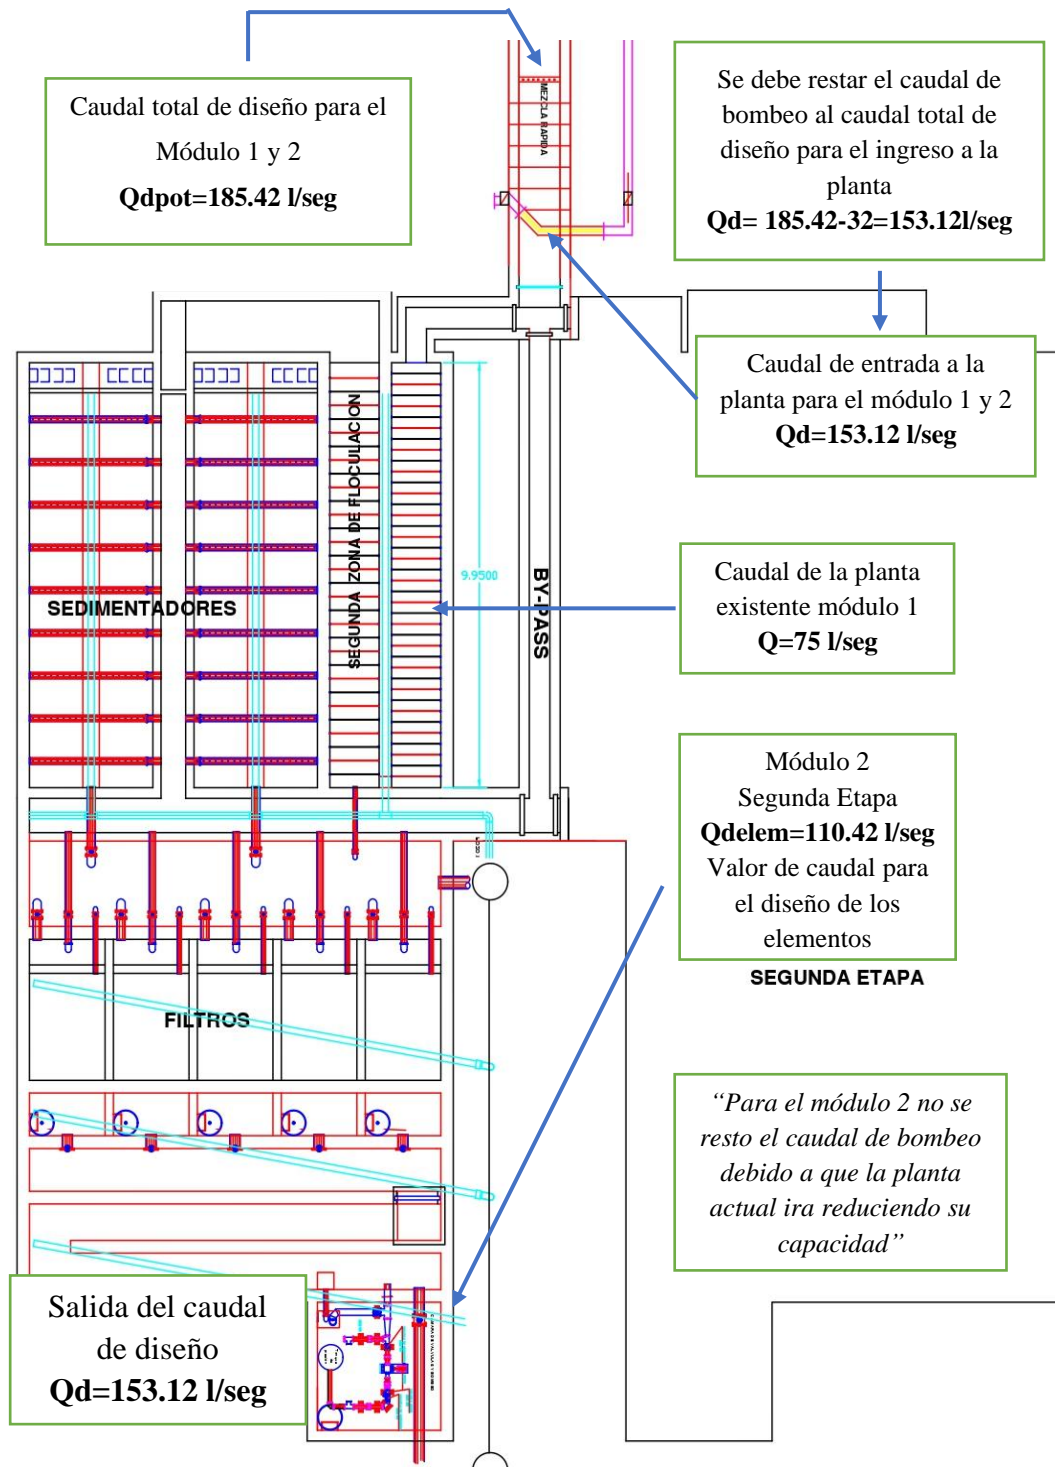 Caudal total de diseño para el
Módulo 1 y 2
Qdpot=185.42 l/seg
MEZCLA RAPIDA
Se debe restar el caudal de
bombeo al caudal total de
diseño para el ingreso a la
planta
Qd= 185.42-32=153.12l/seg
Caudal de entrada a la
planta para el módulo 1 y 2
Qd=153.12 l/seg
SEDIMENTADORES
SEGUNDA ZONA DE FLOCULACION
9.9500
BY-PASS
Caudal de la planta
existente módulo 1
Q=75 l/seg
Módulo 2
Segunda Etapa
Qdelem=110.42 l/seg
Valor de caudal para
el diseño de los
elementos
SEGUNDA ETAPA
FILTROS
“Para el módulo 2 no se
resto el caudal de bombeo
debido a que la planta
actual ira reduciendo su
capacidad”
Salida del caudal
de diseño
Qd=153.12 l/seg